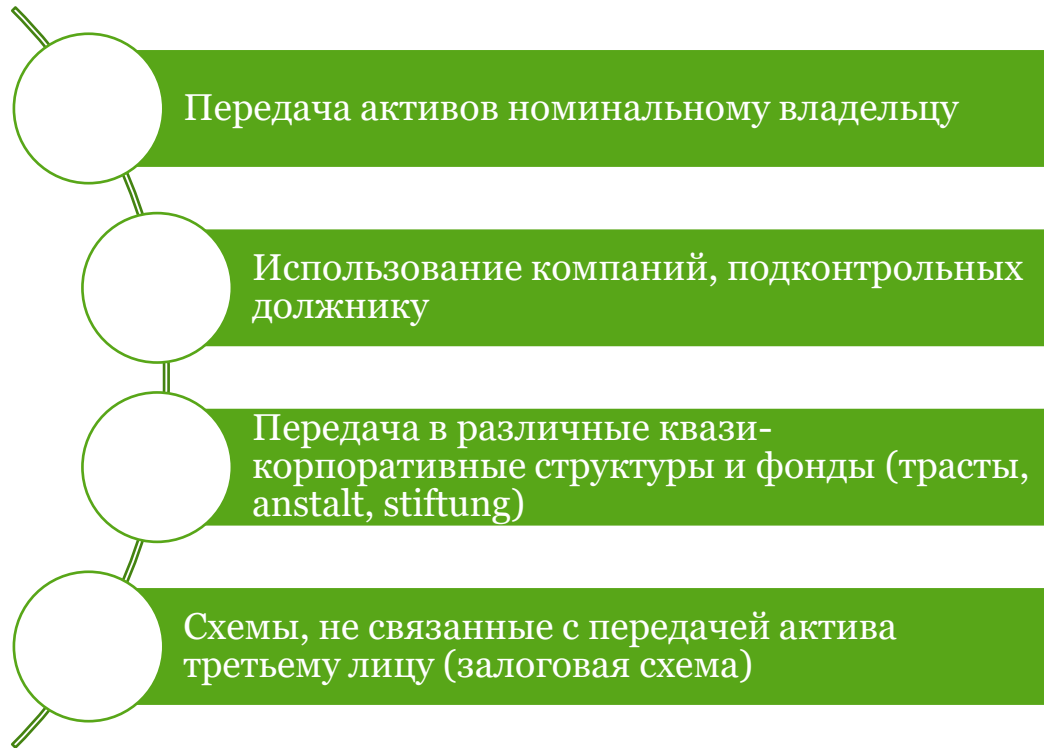 Передача активов номинальному владельцу
Использование компаний, подконтрольных
должнику
Передача в различные квази-
корпоративные структуры и фонды (трасты,
anstalt, stiftung)
Схемы, не связанные с передачей актива
третьему лицу (залоговая схема)